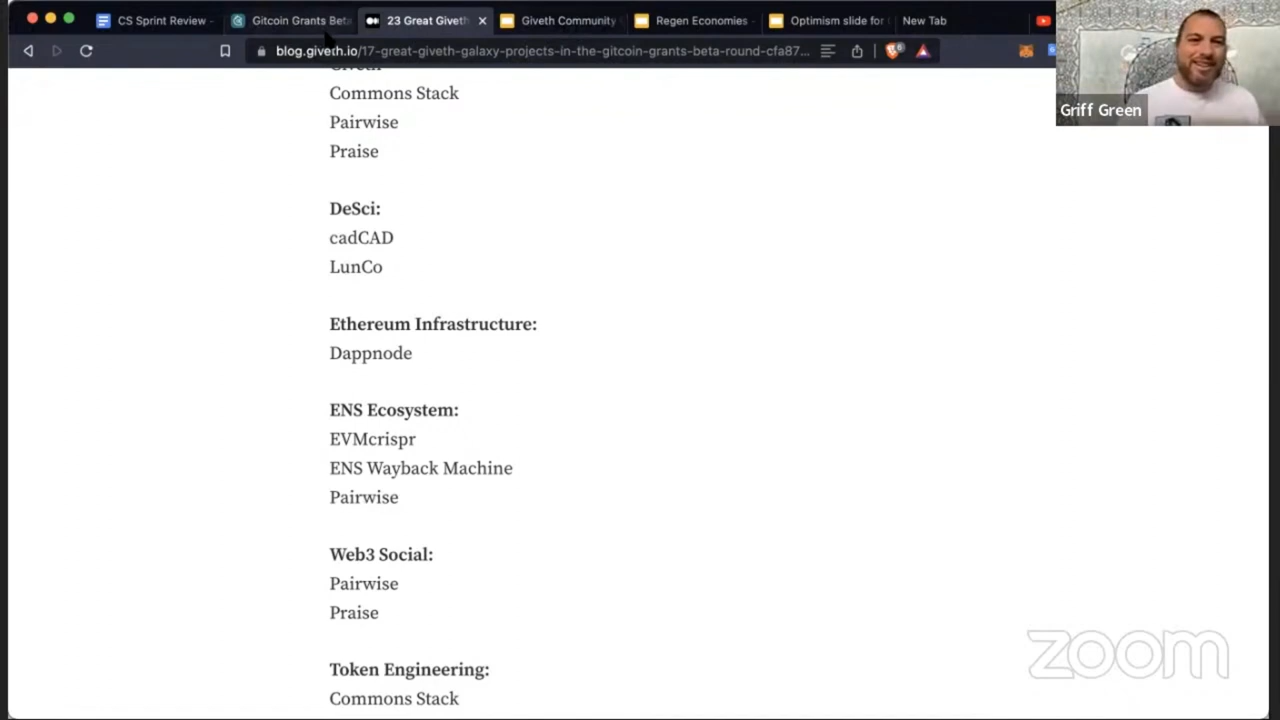 CS Sprint Review -
Gitcoin Grants Beta
23 Great Giveth
Giveth Community
Regen Economies -
Optimism slide for
New Tab
blog.giveth.io/17-great-giveth-galaxy-projects-in-the-gitcoin-grants-beta-round-cfa87...
6
Griff Green
Giveth
Commons Stack
Pairwise
Praise
DeSci:
cadCAD
LunCo
Ethereum Infrastructure:
Dappnode
ENS Ecosystem:
EVMcrispr
ENS Wayback Machine
Pairwise
Web3 Social:
Pairwise
Praise
Token Engineering:
Commons Stack
zoom